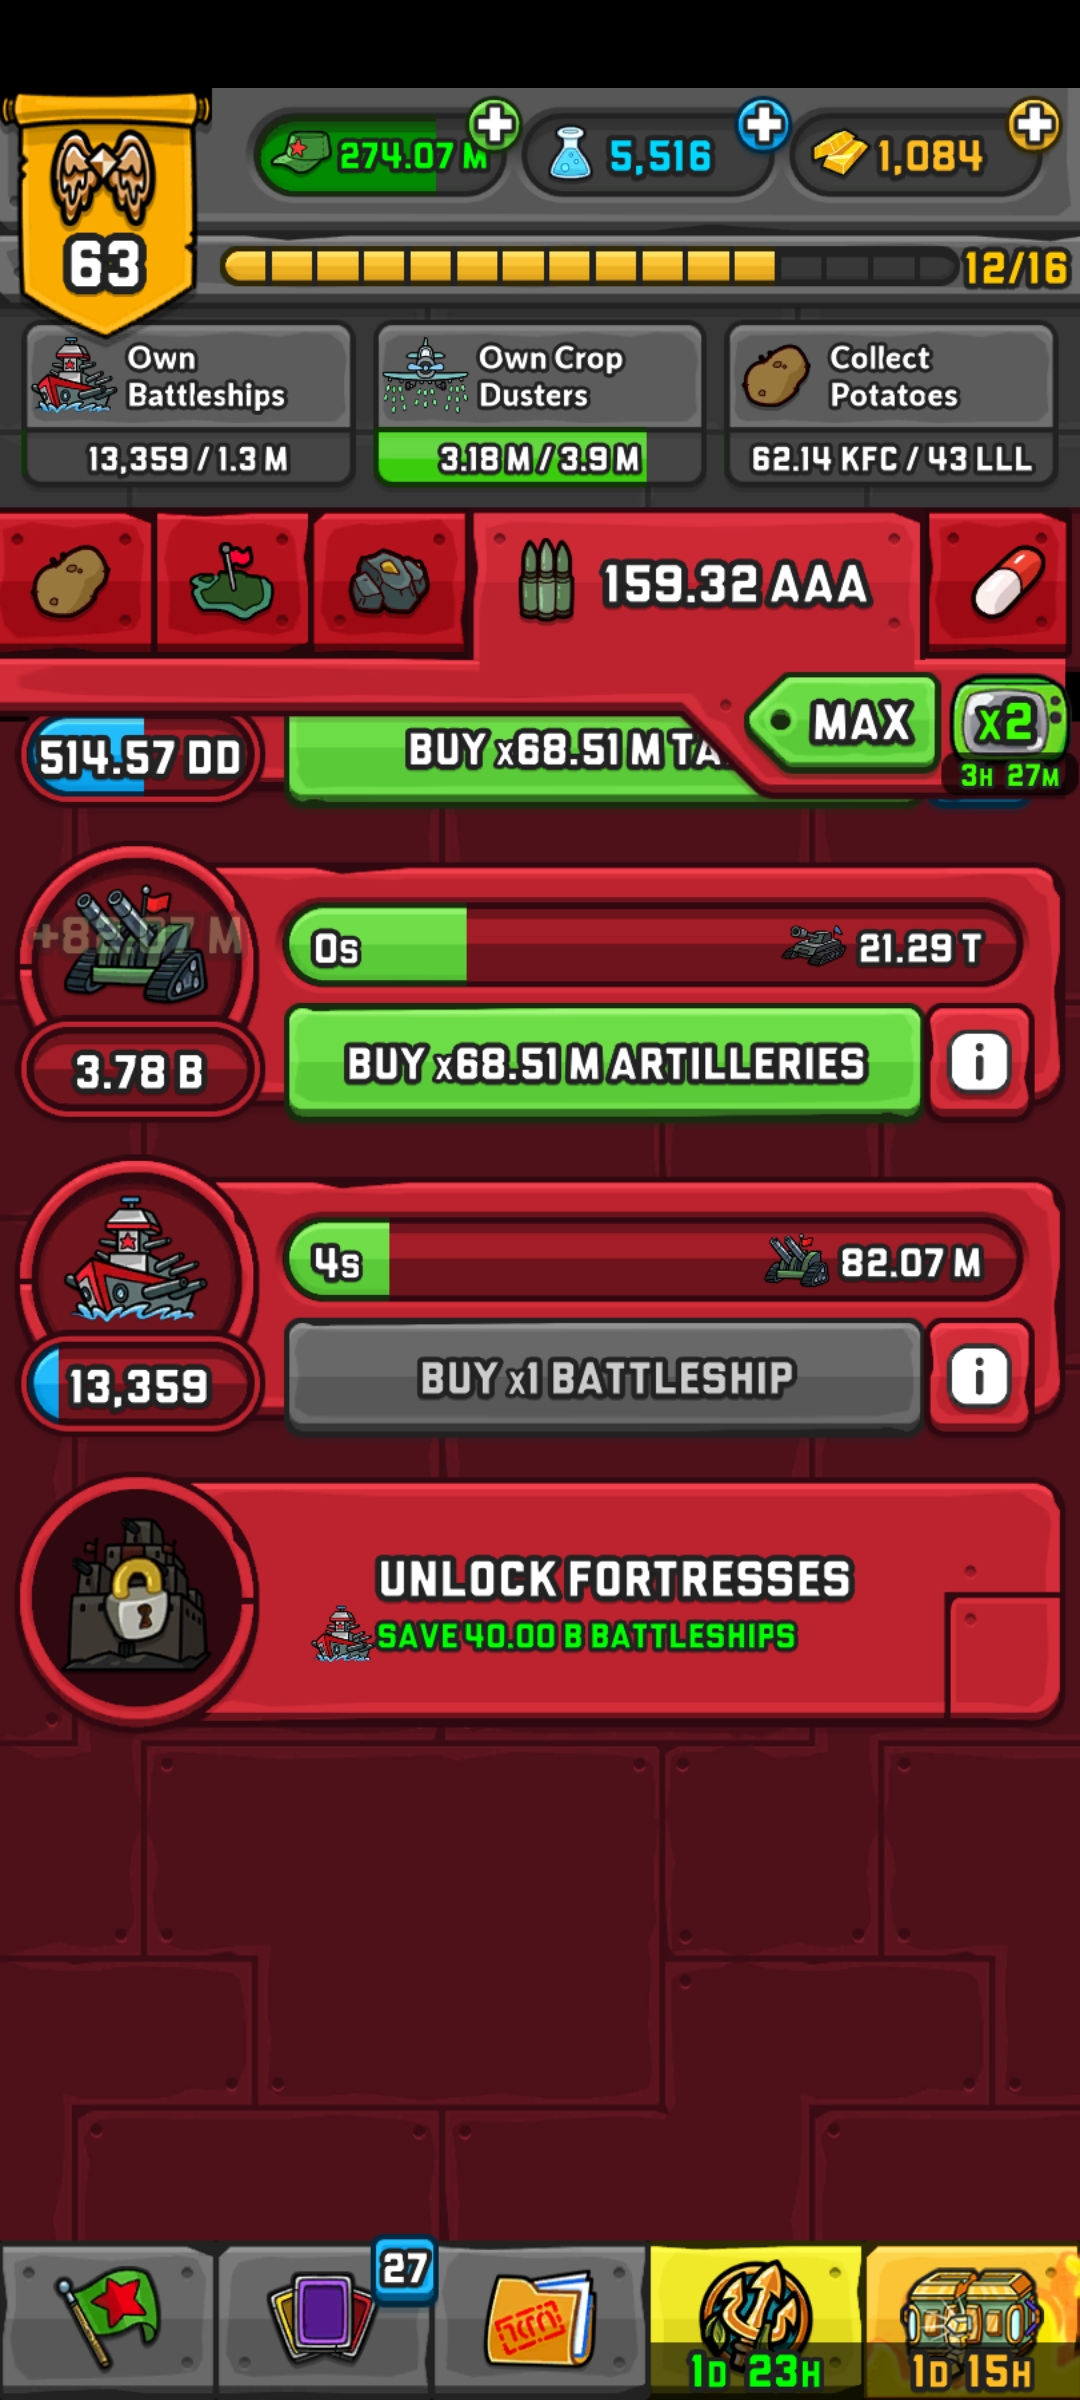 274.07 M
5,516
1,084
63
12/16
Own
Battleships
13,359 / 1.3 M
Own Crop
Dusters
3.18 M / 3.9 M
Collect
Potatoes
62.14 KFC / 43 LLL
159.32 AAA
MAX
x2
3H 27M
514.57 DD
BUY x68.51 M TA
+82.07 M
0s
21.29 T
3.78 B
BUY x68.51 M ARTILLERIES
i
4s
82.07 M
13,359
BUY x1 BATTLESHIP
i
UNLOCK FORTRESSES
SAVE 40.00 B BATTLESHIPS
27
1D 23H
1D 15H